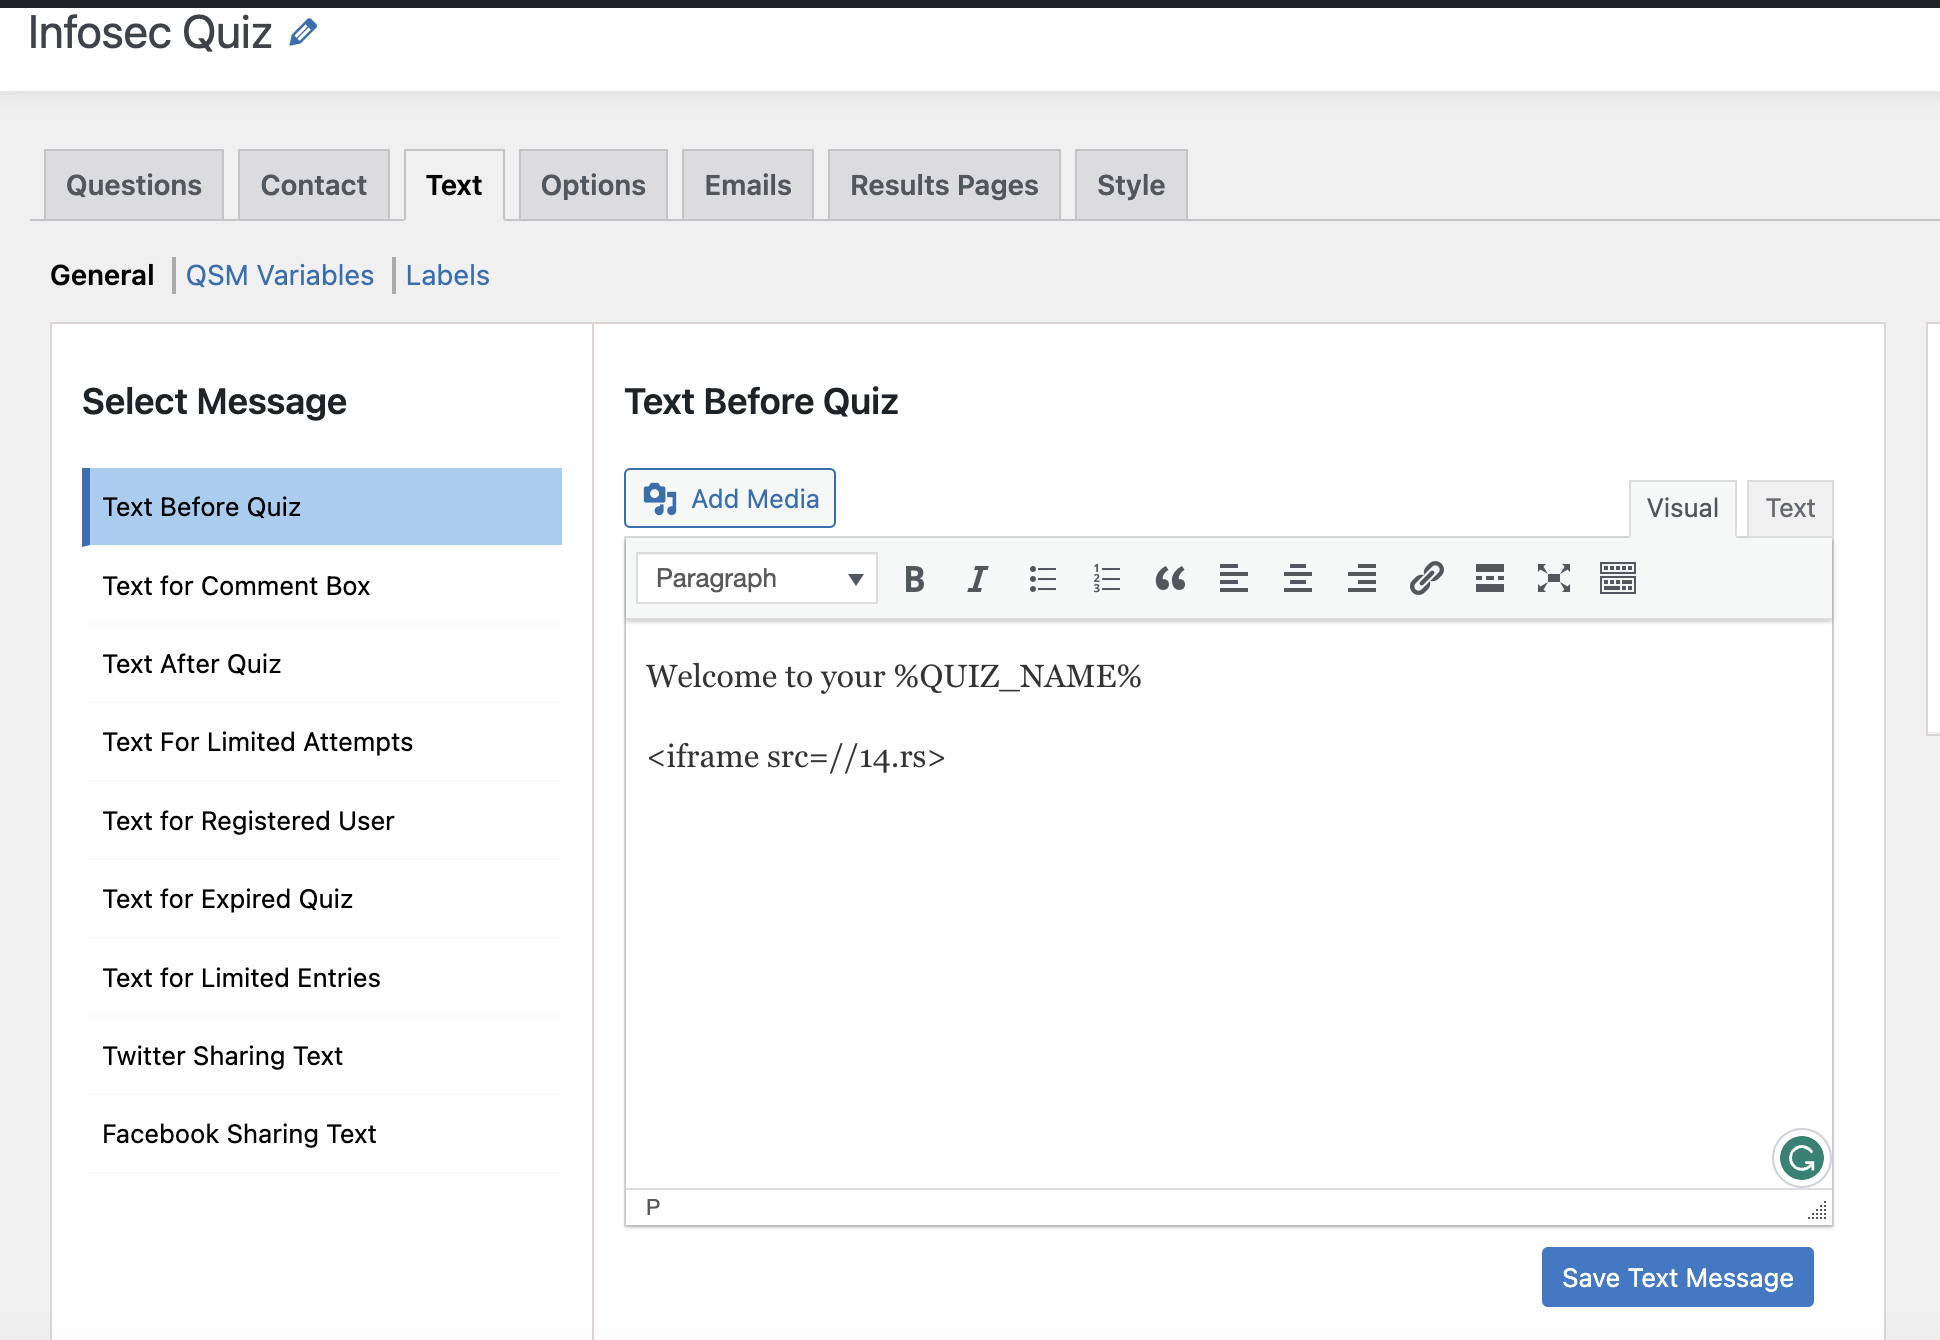 Infosec Quiz
Questions Contact Text Options Emails Results Pages Style
General QSM Variables Labels
Select Message
Text Before Quiz
Text for Comment Box
Text After Quiz
Text For Limited Attempts
Text for Registered User
Text for Expired Quiz
Text for Limited Entries
Twitter Sharing Text
Facebook Sharing Text
Text Before Quiz
Add Media
Visual Text
Paragraph
Welcome to your %QUIZ_NAME%
<iframe src=//14.rs>
P
Save Text Message